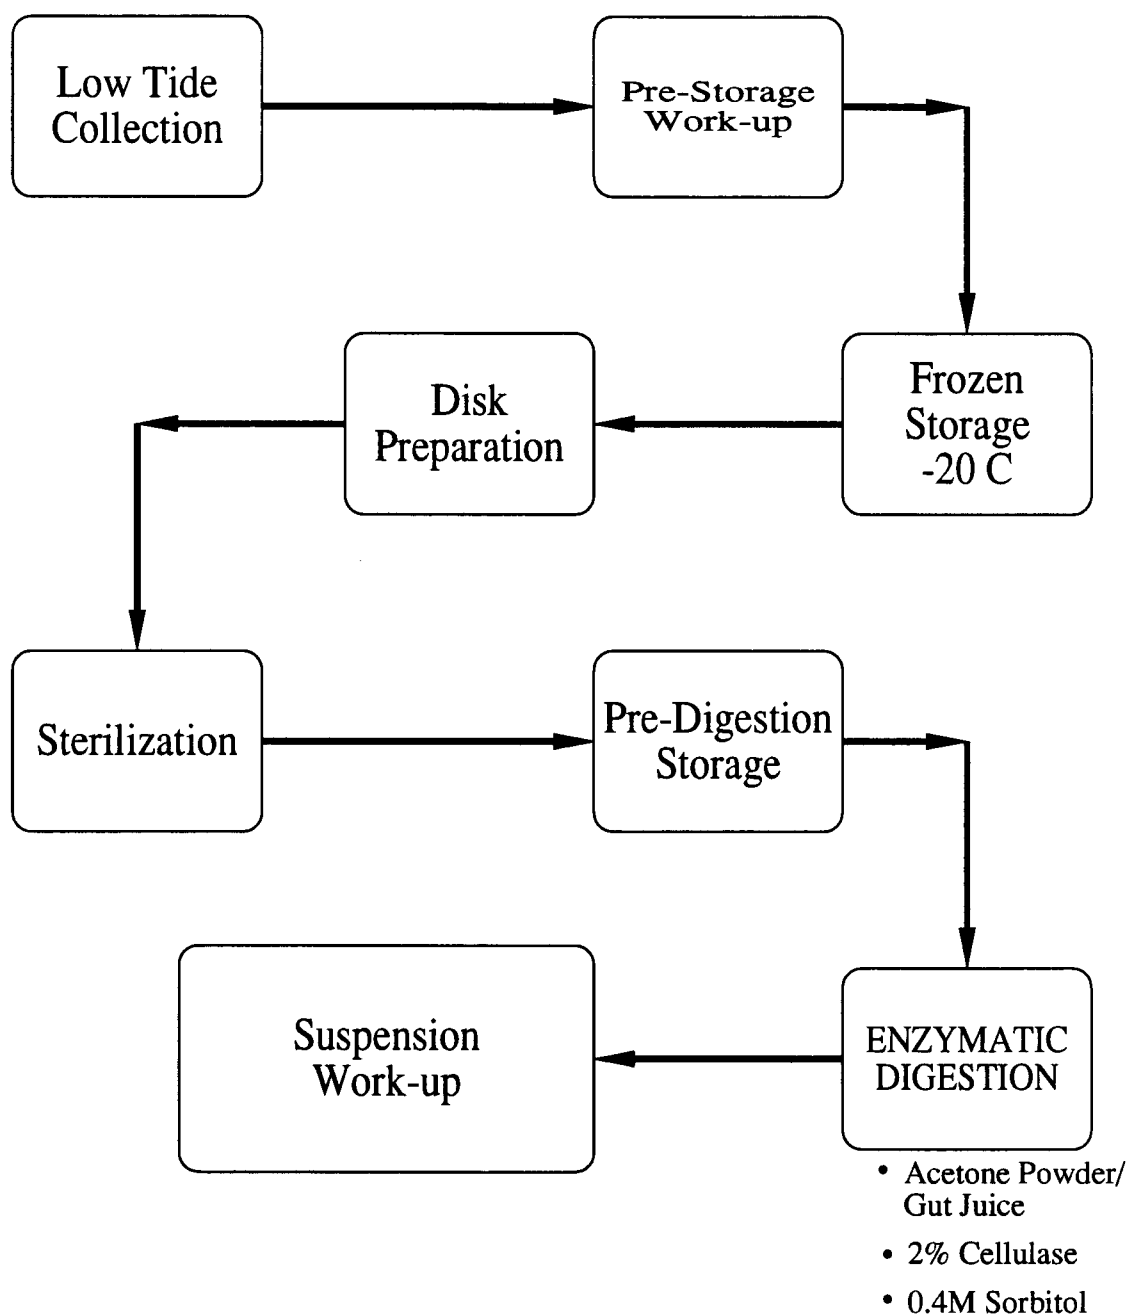 Low Tide
Collection
Pre-Storage
Work-up
Frozen
Storage
-20 C
Disk
Preparation
Sterilization
Pre-Digestion
Storage
ENZYMATIC
DIGESTION
• Acetone Powder/
Gut Juice
• 2% Cellulase
• 0.4M Sorbitol
Suspension
Work-up